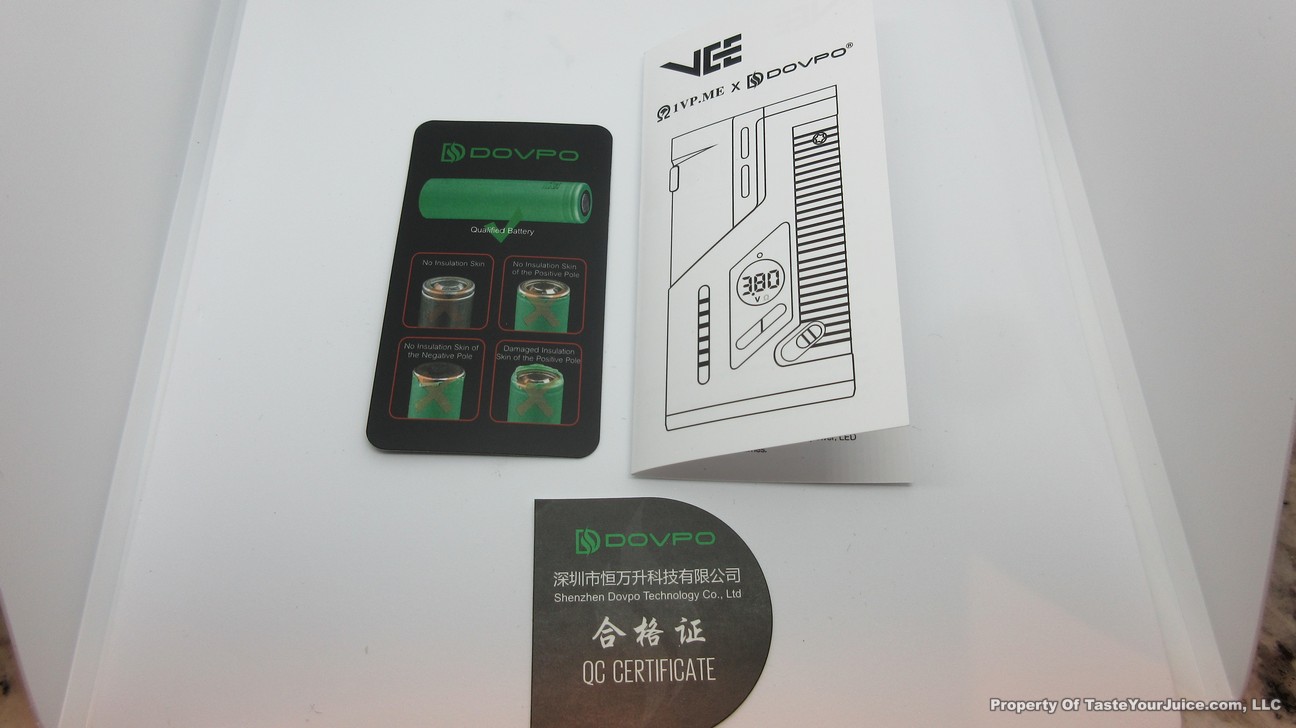 DOVPO
Qualified Battery
No Insulation Skin
No Insulation Skin
of the Positive Pole
No Insulation Skin of
the Negative Pole
Damaged Insulation
Skin of the Positive Pole
VEE
1VP.ME X DOVPO®
3.80
V Ω
LED
DOVPO
深圳市恒万升科技有限公司
Shenzhen Dovpo Technology Co., Ltd
合格证
QC CERTIFICATE
Property Of TasteYourJuice.com, LLC